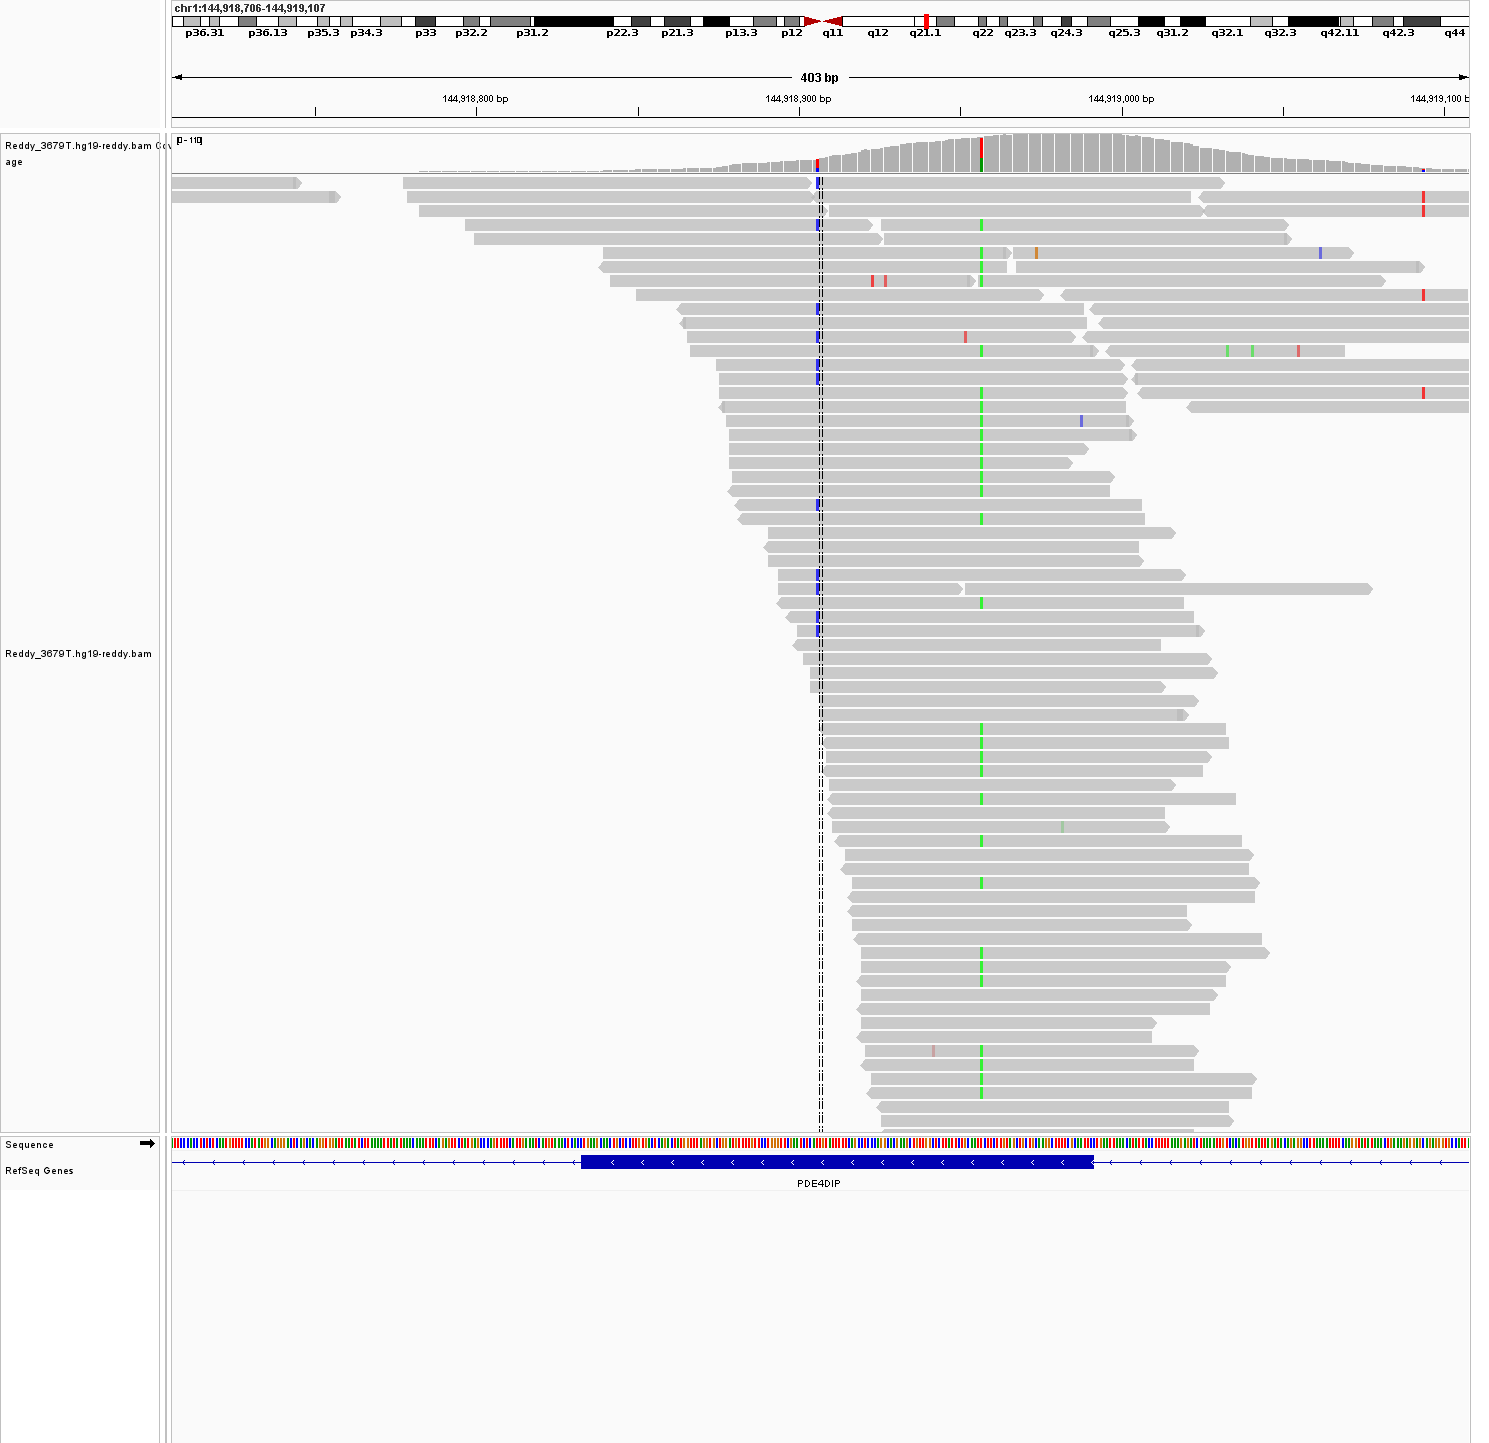 chr1:144,918,706-144,919,107
p36.31 p36.13 p35.3 p34.3 p33 p32.2 p31.2 p22.3 p21.3 p13.3 p12 q11 q12 q21.1 q22 q23.3 q24.3 q25.3 q31.2 q32.1 q32.3 q42.11 q42.3 q44
403 bp
144,918,800 bp 144,918,900 bp 144,919,000 bp 144,919,100 b
Reddy_3679T.hg19-reddy.bam Cov
age
[0 - 110]
Reddy_3679T.hg19-reddy.bam
Sequence
RefSeq Genes
PDE4DIP